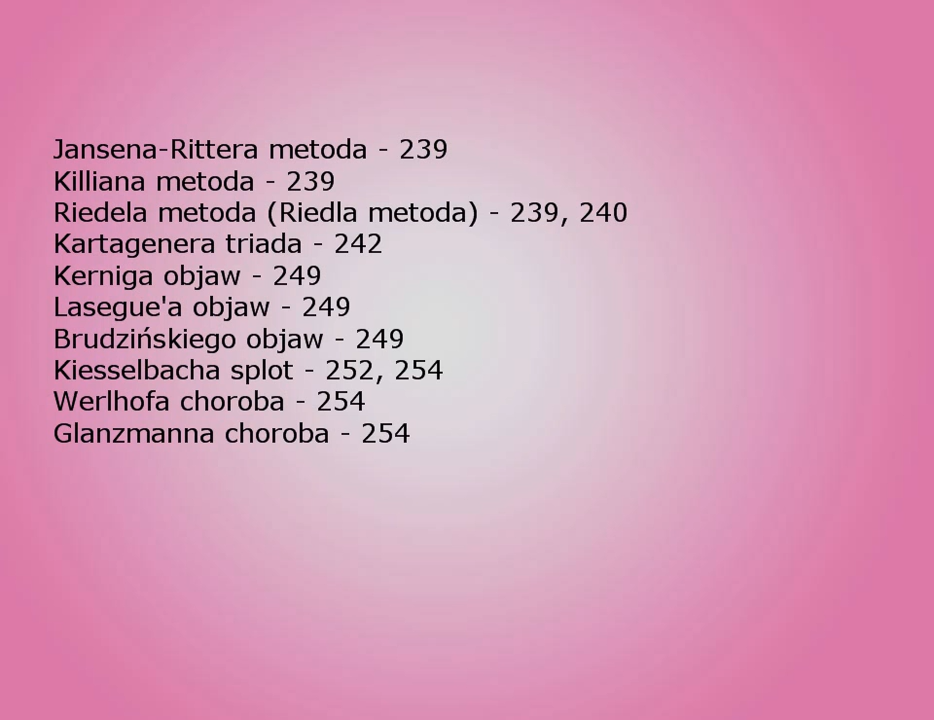 Jansena-Rittera metoda - 239
Killiana metoda - 239
Riedela metoda (Riedla metoda) - 239, 240
Kartagenera triada - 242
Kerniga objaw - 249
Lasegue'a objaw - 249
Brudzińskiego objaw - 249
Kiesselbacha splot - 252, 254
Werlhofa choroba - 254
Glanzmanna choroba - 254